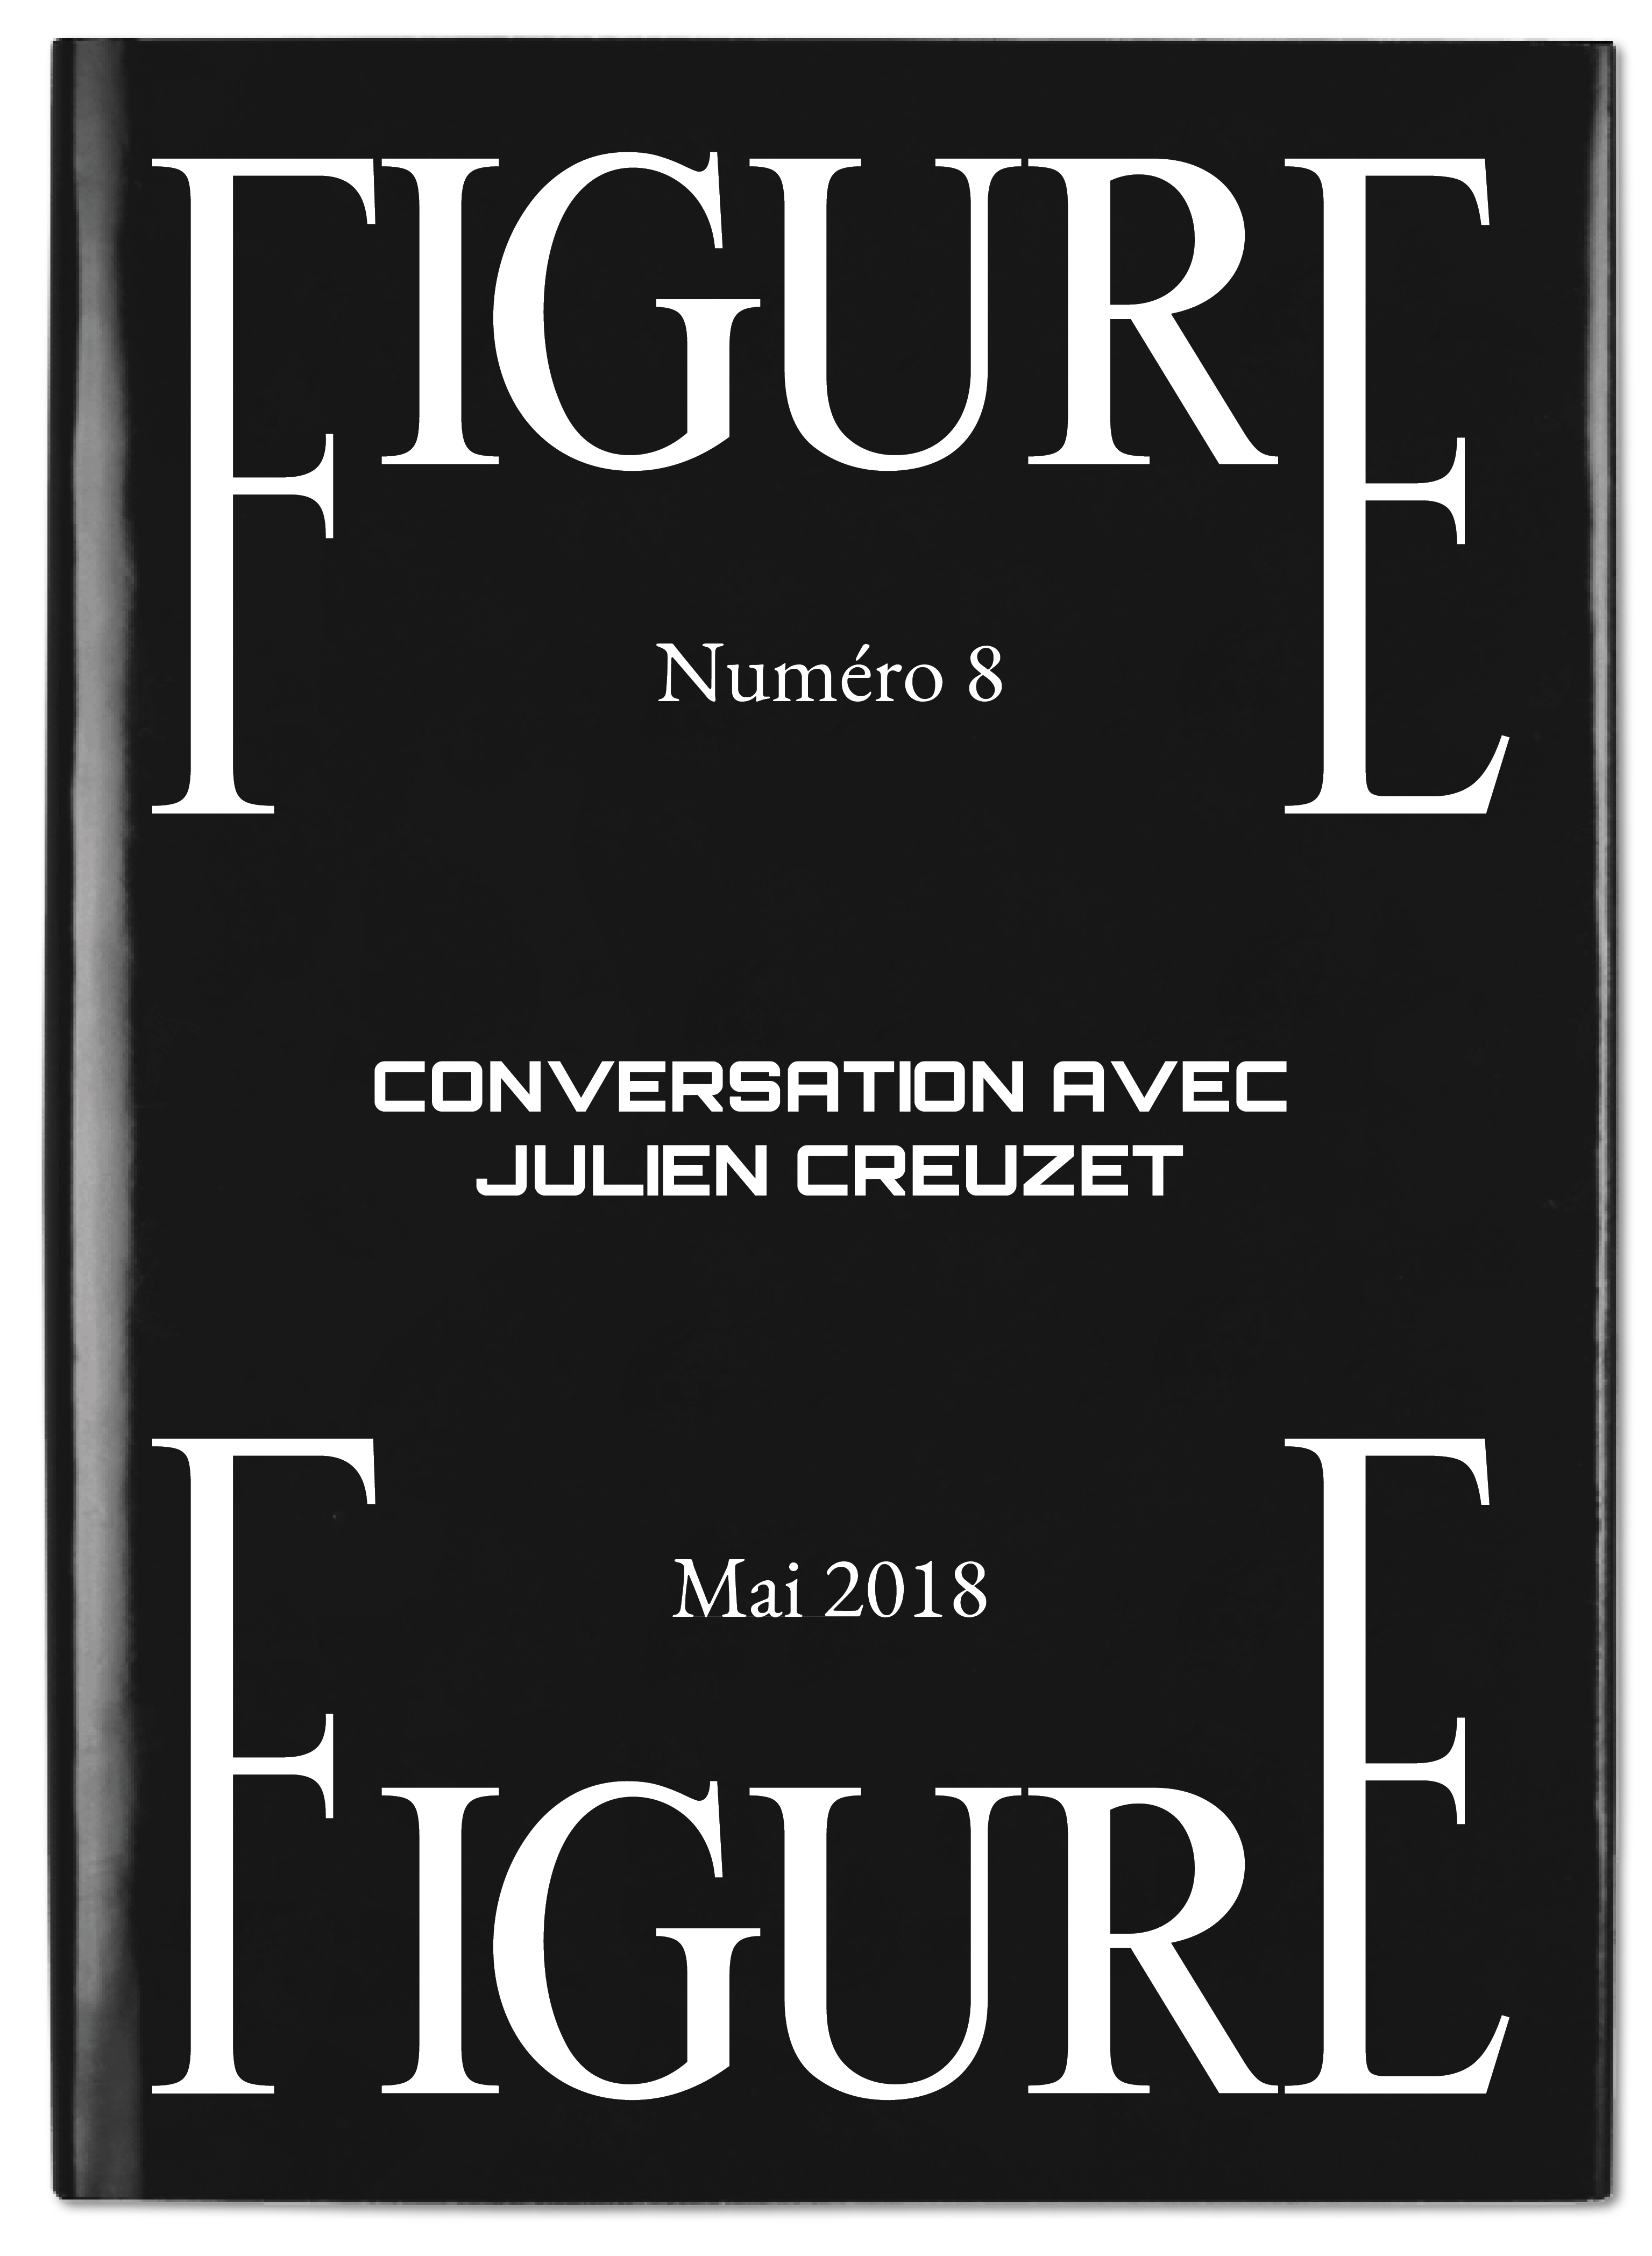 FIGURE
Numéro 8
CONVERSATION AVEC
JULIEN CREUZET
Mai 2018
FIGURE